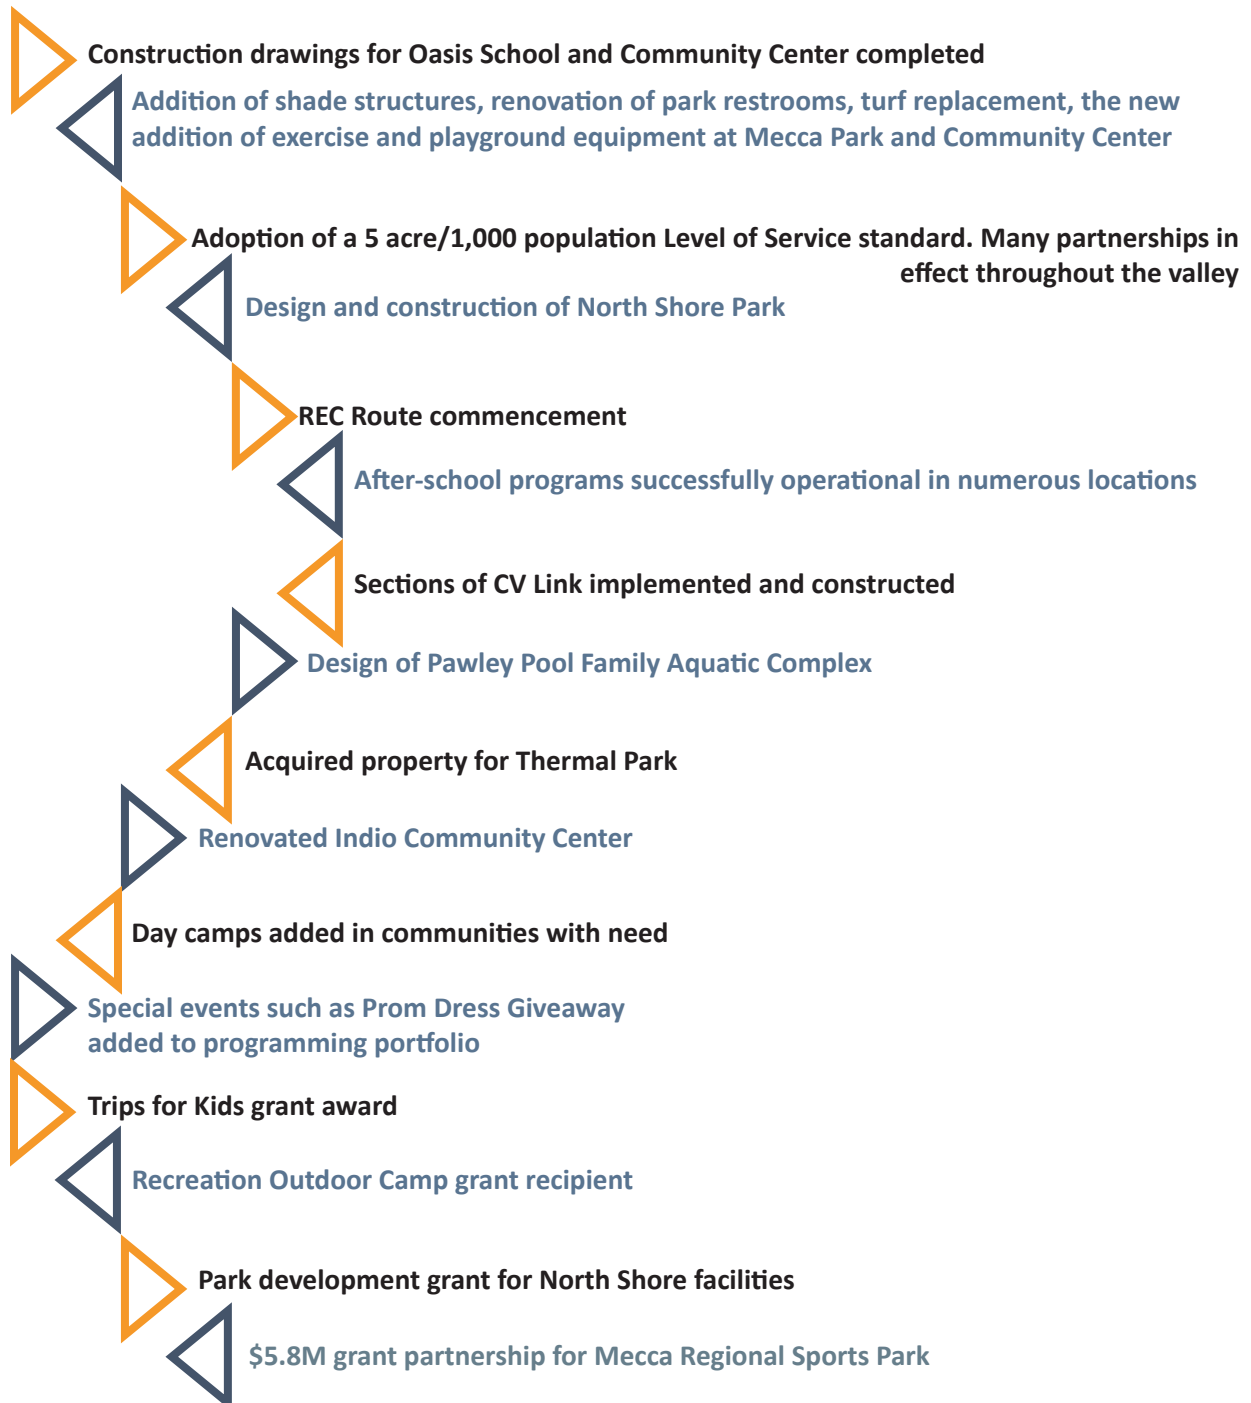 Construction drawings for Oasis School and Community Center completed
Addition of shade structures, renovation of park restrooms, turf replacement, the new
addition of exercise and playground equipment at Mecca Park and Community Center
Adoption of a 5 acre/1,000 population Level of Service standard. Many partnerships in
effect throughout the valley
Design and construction of North Shore Park
REC Route commencement
After-school programs successfully operational in numerous locations
Sections of CV Link implemented and constructed
Design of Pawley Pool Family Aquatic Complex
Acquired property for Thermal Park
Renovated Indio Community Center
Day camps added in communities with need
Special events such as Prom Dress Giveaway
added to programming portfolio
Trips for Kids grant award
Recreation Outdoor Camp grant recipient
Park development grant for North Shore facilities
$5.8M grant partnership for Mecca Regional Sports Park